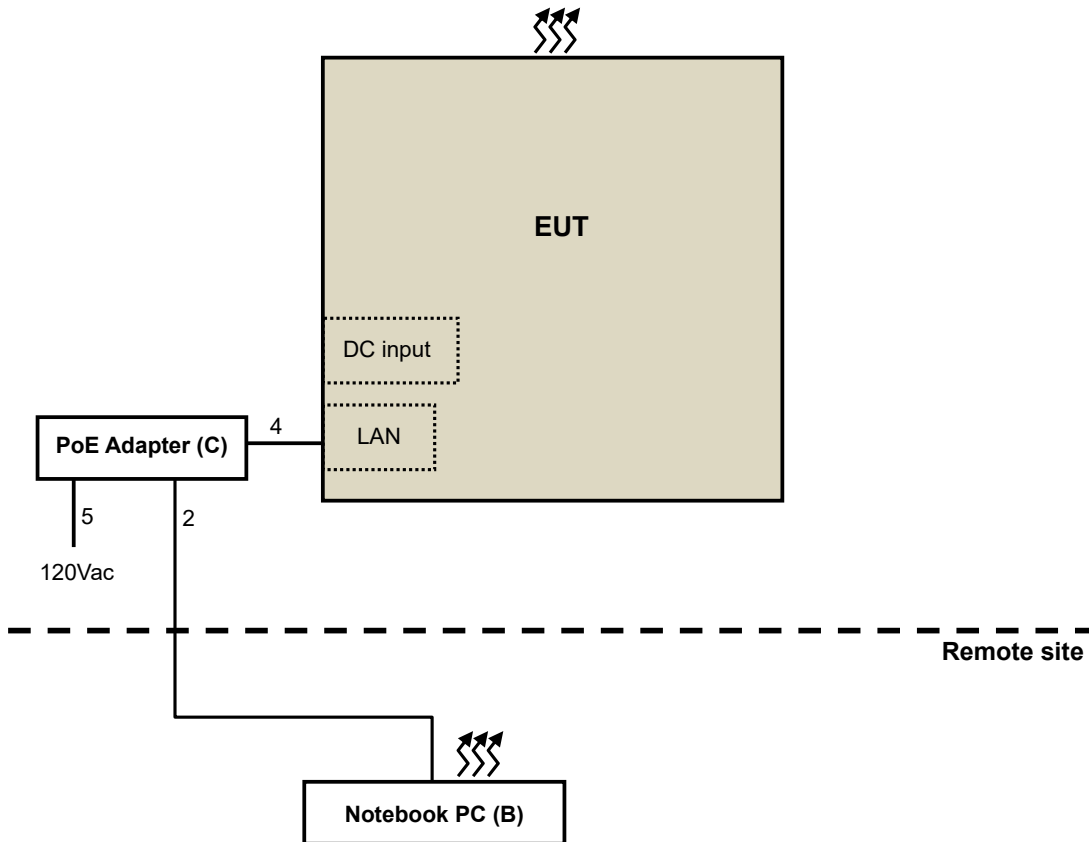 EUT
DC input
LAN
4
PoE Adapter (C)
5
2
120Vac
Remote site
Notebook PC (B)